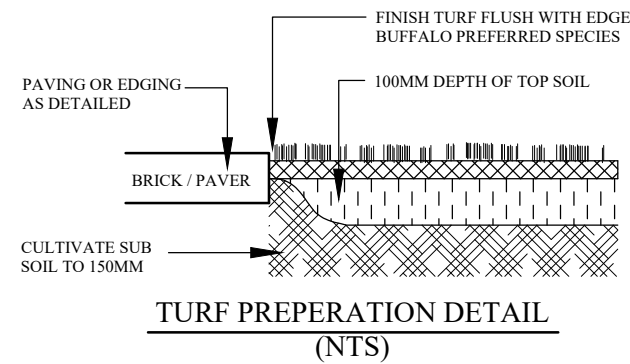 FINISH TURF FLUSH WITH EDGE
BUFFALO PREFERRED SPECIES
PAVING OR EDGING
AS DETAILED
100MM DEPTH OF TOP SOIL
BRICK / PAVER
CULTIVATE SUB
SOIL TO 150MM
TURF PREPERATION DETAIL
(NTS)